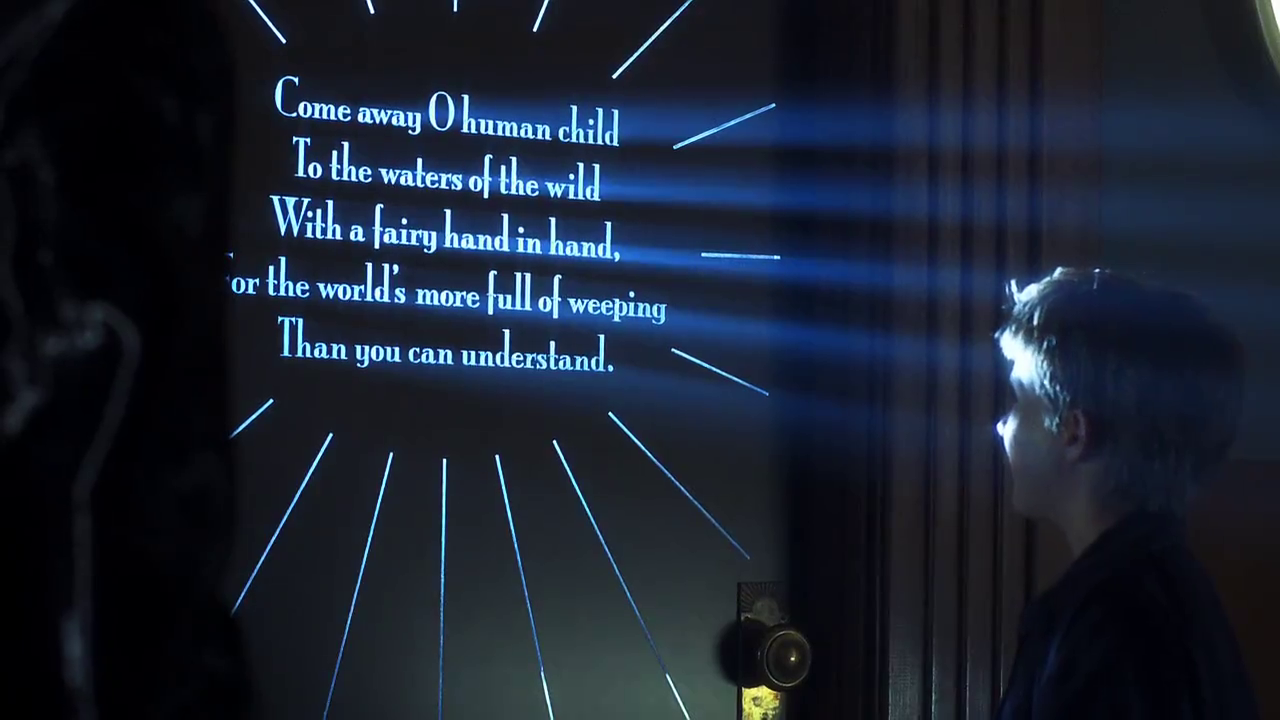 Come away O human child
To the waters of the wild
With a fairy hand in hand,
For the world's more full of weeping
Than you can understand.